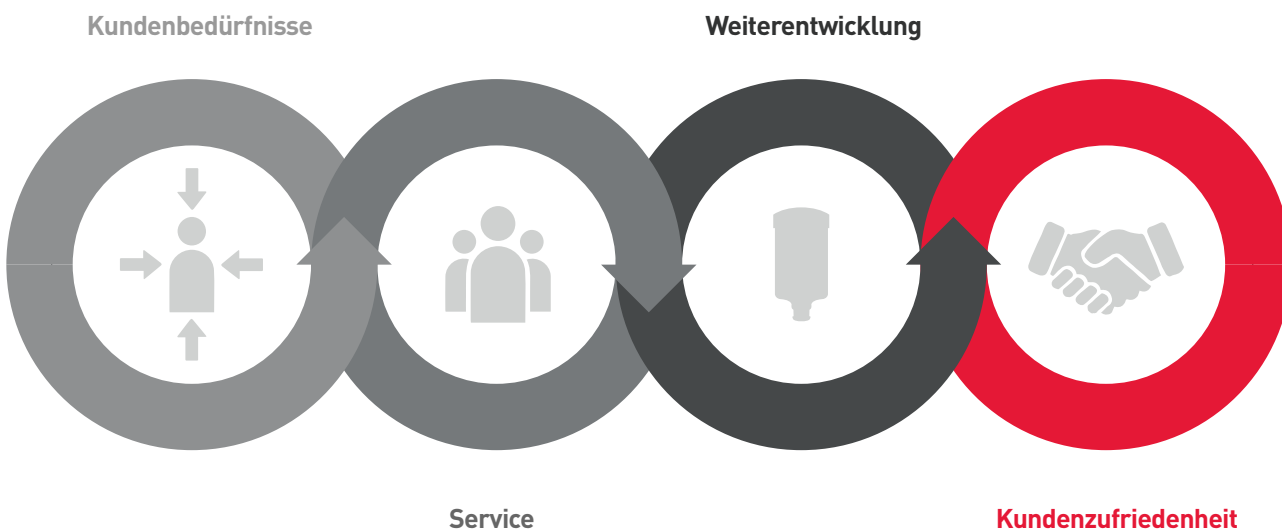 Kundenbedürfnisse
Weiterentwicklung
Service
Kundenzufriedenheit